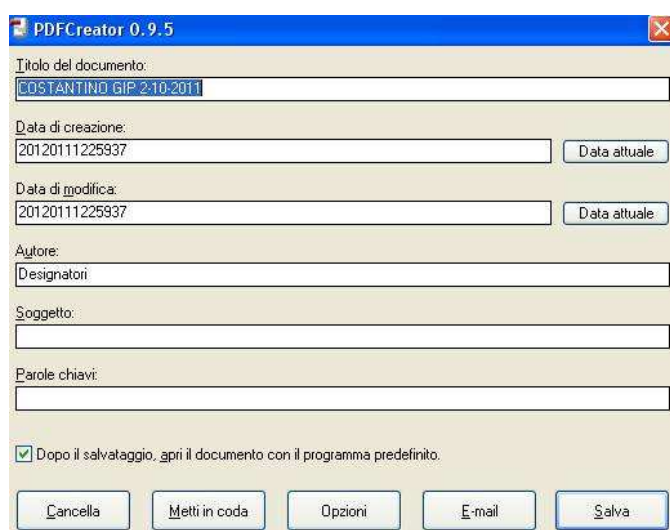 PDFCreator 0.9.5
Titolo del documento:
COSTANTINO GIP 2-10-2011
Data di creazione:
20120111225937
Data attuale
Data di modifica:
20120111225937
Data attuale
Autore:
Designatori
Soggetto:
Parole chiavi:
Dopo il salvataggio, apri il documento con il programma predefinito.
Cancella Metti in coda Opzioni E-mail Salva